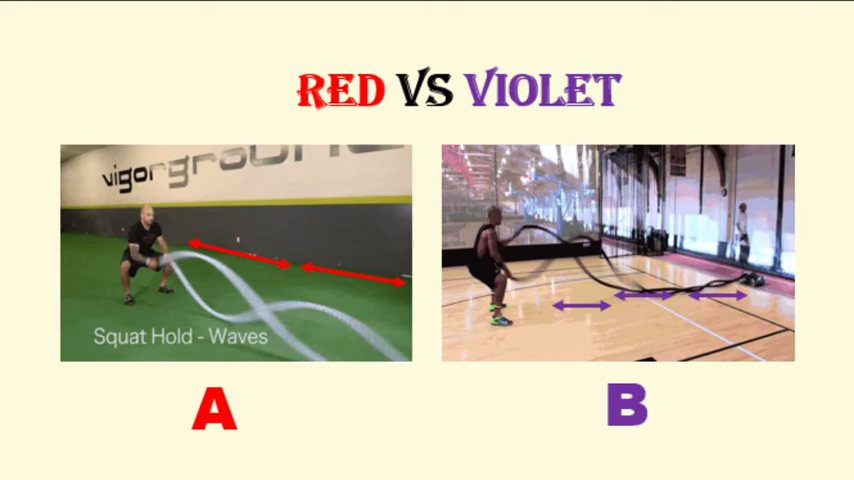 RED VS VIOLET
vigorground
Squat Hold - Waves
A
B